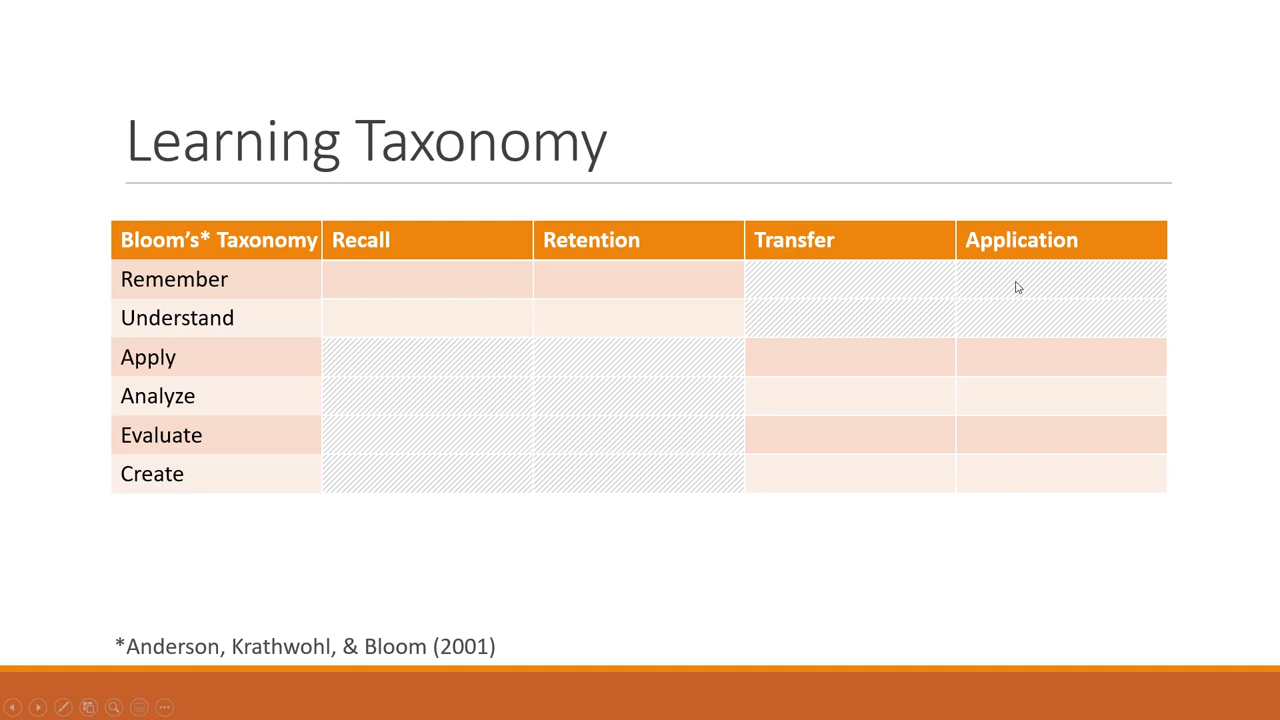 Learning Taxonomy
Bloom's* Taxonomy Recall Retention Transfer Application
Remember
Understand
Apply
Analyze
Evaluate
Create
*Anderson, Krathwohl, & Bloom (2001)